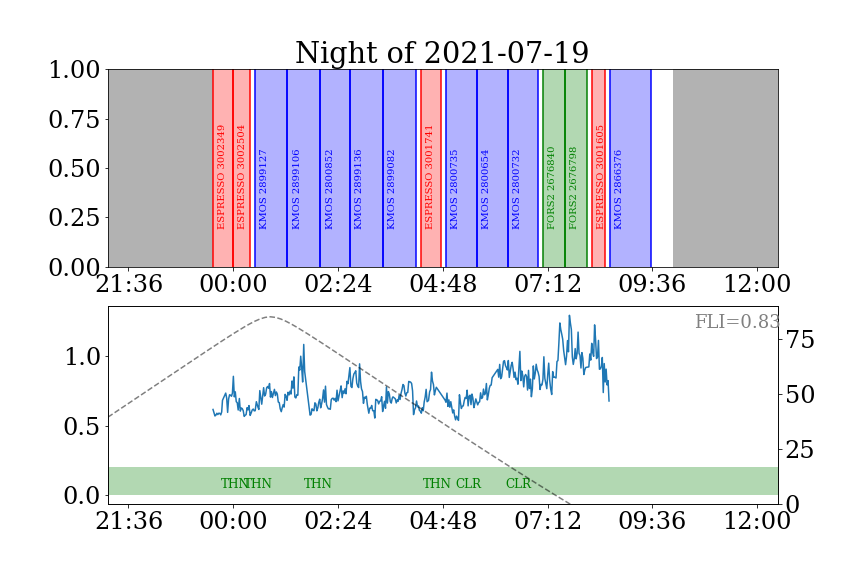 Night of 2021-07-19
1.00
0.75
0.50
0.25
0.00
ESPRESSO 3002349
ESPRESSO 3002504
KMOS 2899127
KMOS 2899106
KMOS 2800852
KMOS 2899136
KMOS 2899082
ESPRESSO 3001741
KMOS 2800735
KMOS 2800654
KMOS 2800732
FORS2 2676840
FORS2 2676798
ESPRESSO 3001605
KMOS 2866376
21:36 00:00 02:24 04:48 07:12 09:36 12:00
FLI=0.83
1.0
0.5
0.0
75
50
25
0
THN THN THN THN CLR CLR
21:36 00:00 02:24 04:48 07:12 09:36 12:00